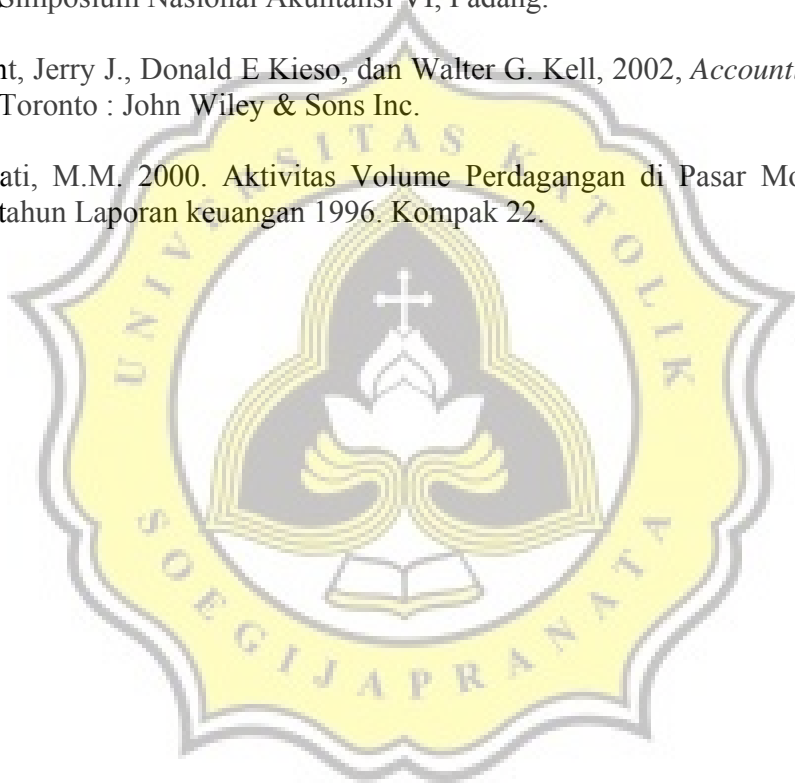 Simposium Nasional Akuntansi VI, Padang.
nt, Jerry J., Donald E Kieso, dan Walter G. Kell, 2002, Account
Toronto : John Wiley & Sons Inc.
ati, M.M. 2000. Aktivitas Volume Perdagangan di Pasar Mo
tahun Laporan keuangan 1996. Kompak 22.
UNIVERSITAS KATOLIK
SOEGIJAPRANATA